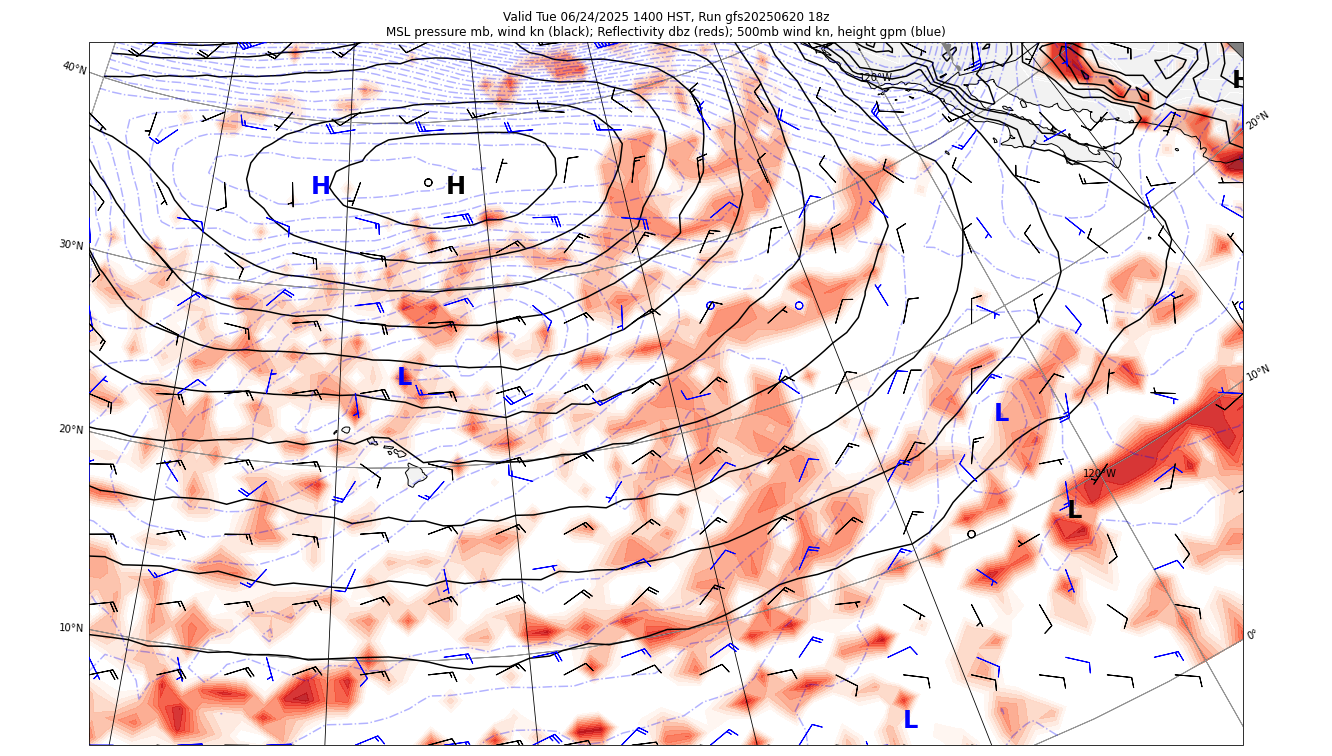 Valid Tue 06/24/2025 1400 HST, Run gfs20250620 18z
MSL pressure mb, wind kn (black); Reflectivity dbz (reds); 500mb wind kn, height gpm (blue)
40°N
120°W
H
20°N
H
H
30°N
10°N
L
L
20°N
120°W
L
10°N
0°
L